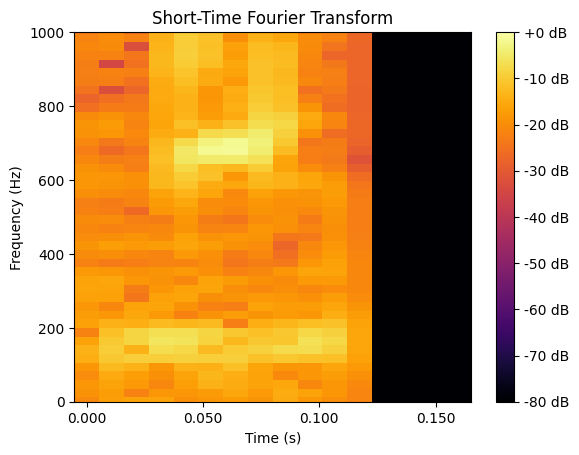 Short-Time Fourier Transform
1000
800
600
400
200
0
Frequency (Hz)
0.000
0.050
0.100
0.150
Time (s)
+0 dB
-10 dB
-20 dB
-30 dB
-40 dB
-50 dB
-60 dB
-70 dB
-80 dB